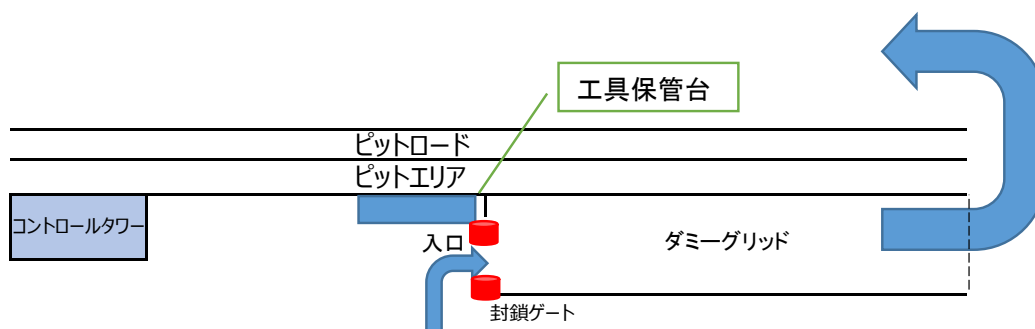 工具保管台
ピットロード
ピットエリア
コントロールタワー
入口
ダミーグリッド
封鎖ゲート